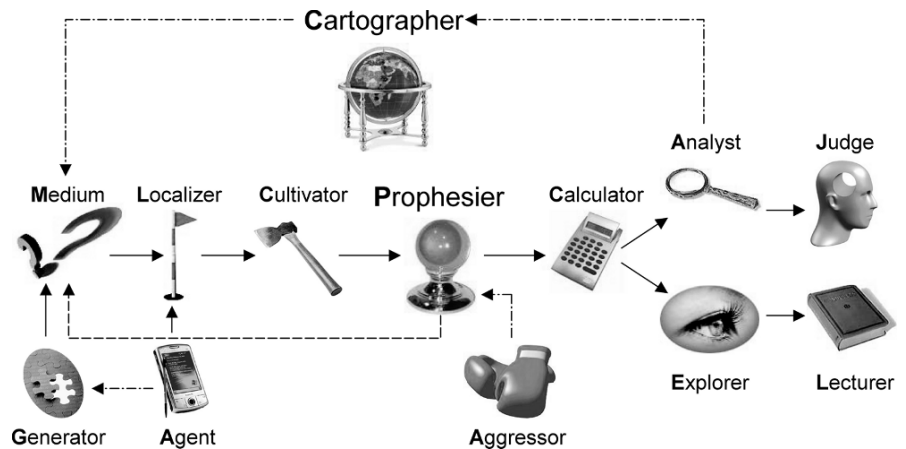 Cartographer
Analyst
Judge
Medium
Localizer
Cultivator
Prophesier
Calculator
Explorer
Lecturer
Generator
Agent
Aggressor